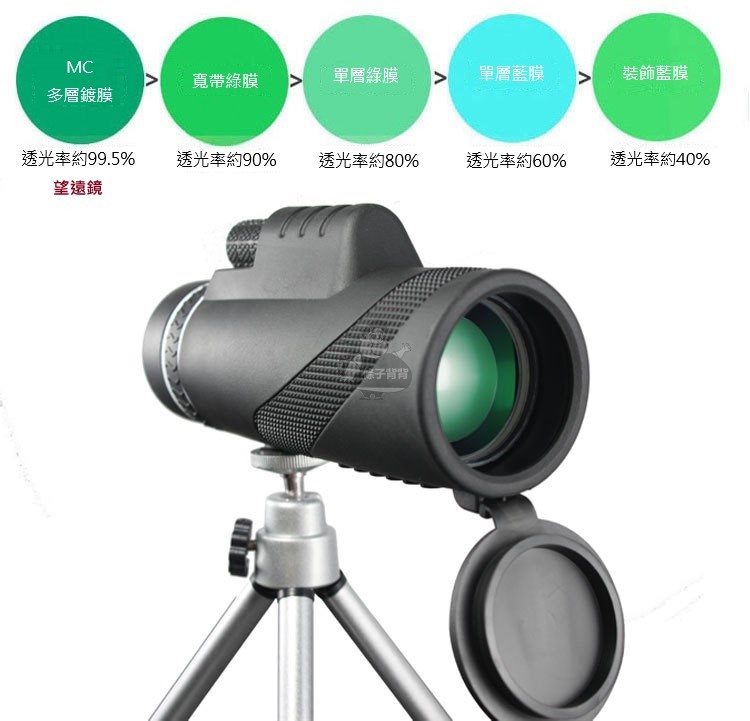 MC
多層鍍膜
>
寬帶綠膜
>
單層綠膜
>
單層藍膜
>
裝飾藍膜
透光率約99.5%
透光率約90%
透光率約80%
透光率約60%
透光率約40%
望遠鏡